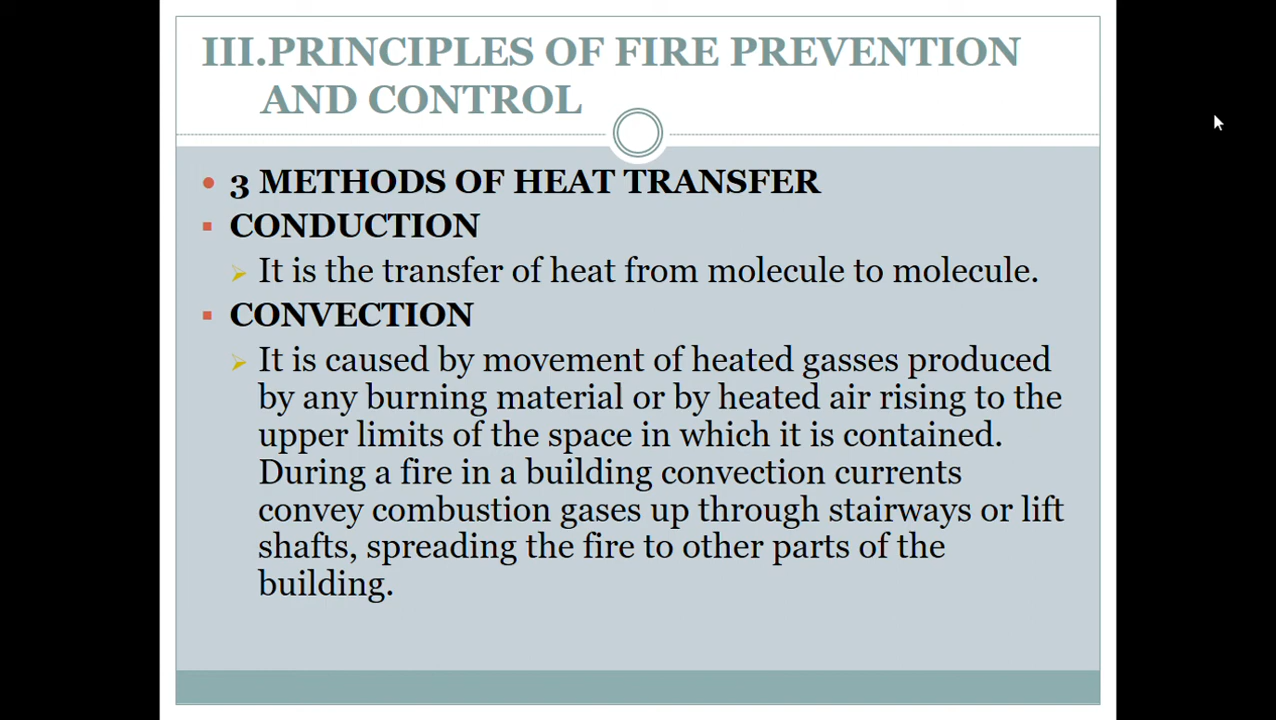 III.PRINCIPLES OF FIRE PREVENTION
AND CONTROL
3 METHODS OF HEAT TRANSFER
CONDUCTION
It is the transfer of heat from molecule to molecule.
CONVECTION
It is caused by movement of heated gasses produced
by any burning material or by heated air rising to the
upper limits of the space in which it is contained.
During a fire in a building convection currents
convey combustion gases up through stairways or lift
shafts, spreading the fire to other parts of the
building.